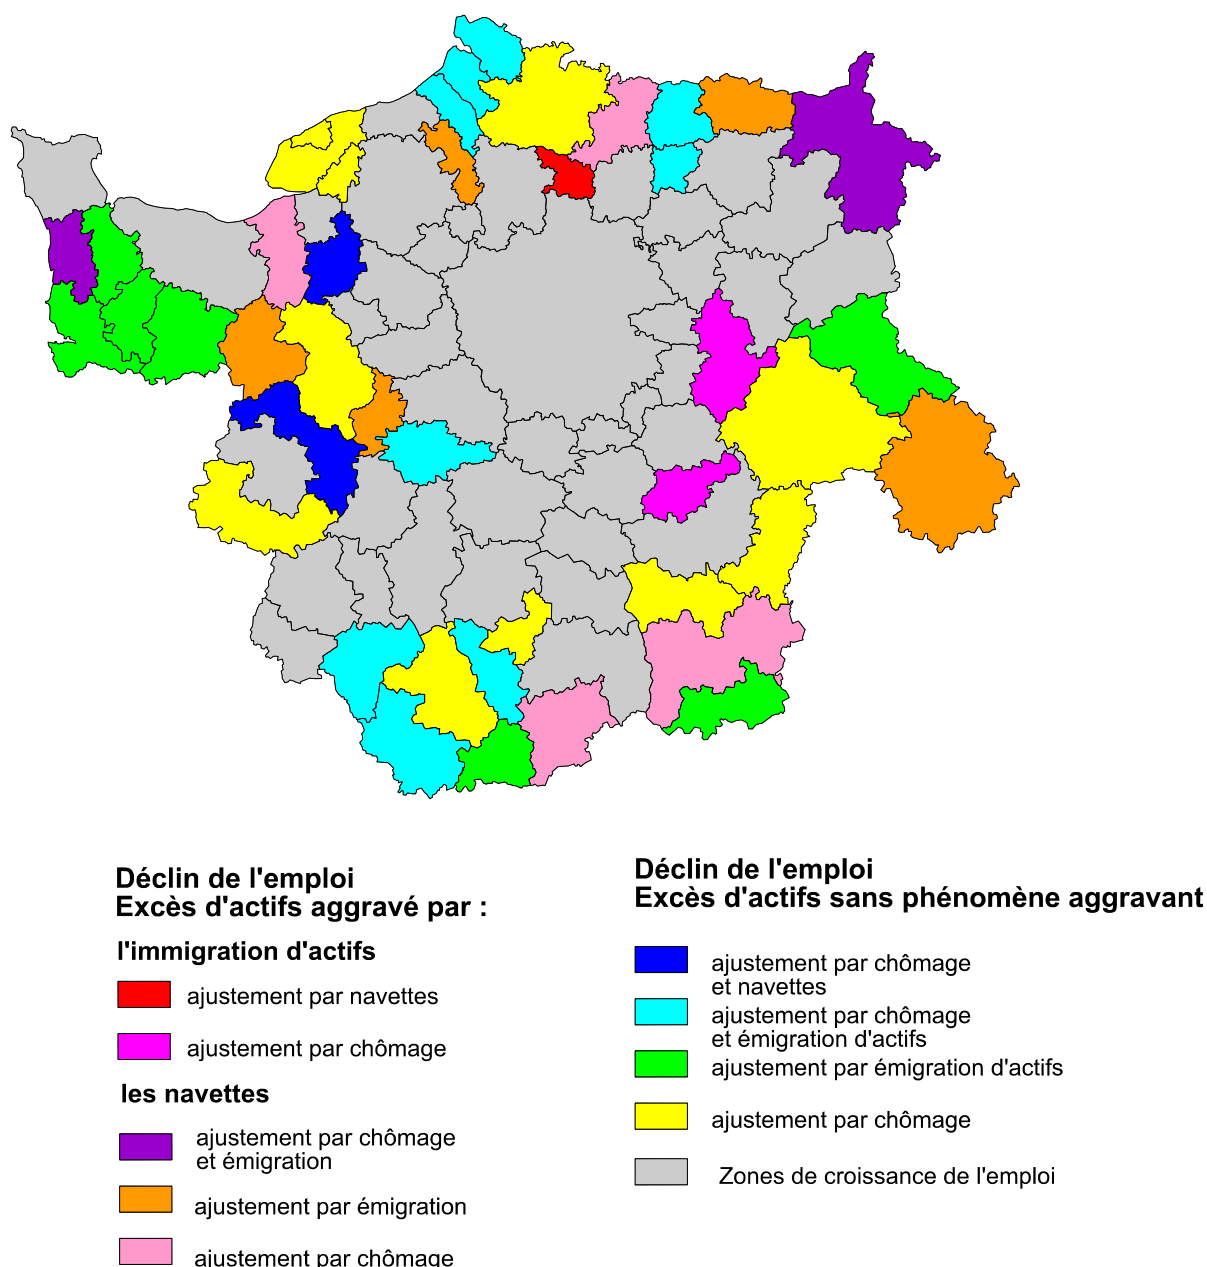 Déclin de l'emploi
Excès d'actifs aggravé par :
l'immigration d'actifs
ajustement par navettes
ajustement par chômage
les navettes
ajustement par chômage
et émigration
ajustement par émigration
ajustement par chômage
Déclin de l'emploi
Excès d'actifs sans phénomène aggravant
ajustement par chômage
et navettes
ajustement par chômage
et émigration d'actifs
ajustement par émigration d'actifs
ajustement par chômage
Zones de croissance de l'emploi